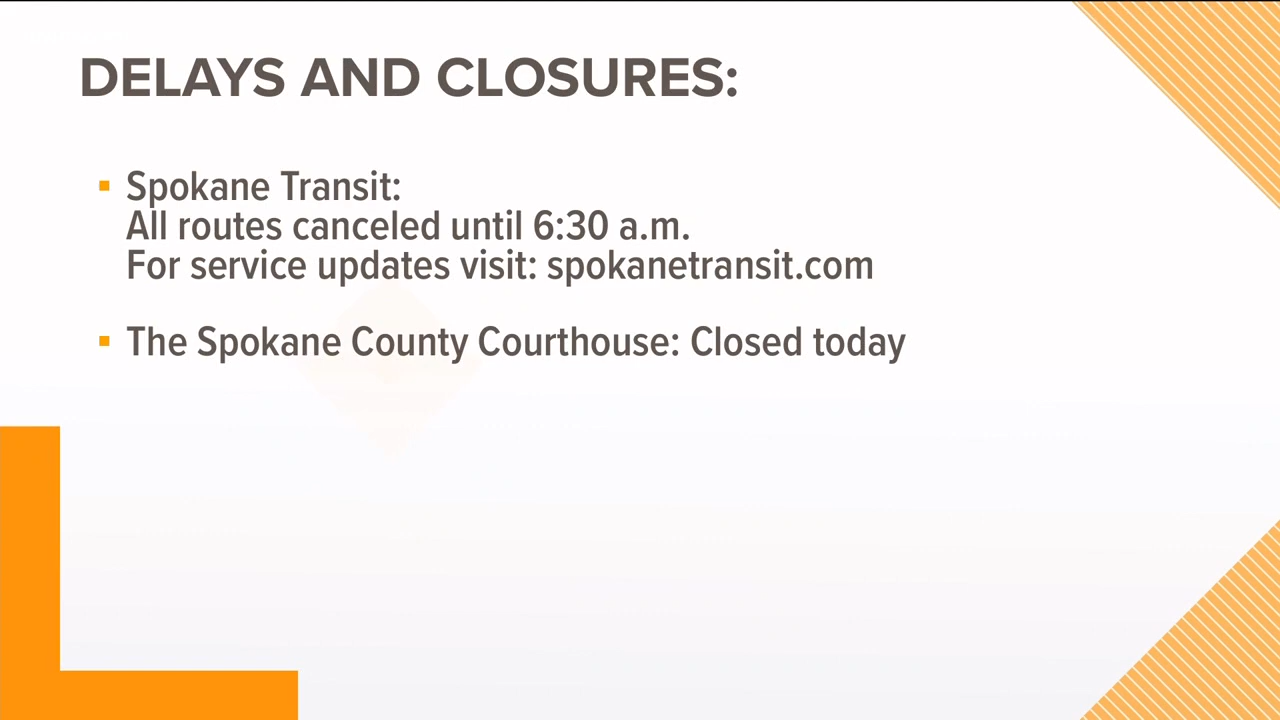 DELAYS AND CLOSURES:
Spokane Transit:
All routes canceled until 6:30 a.m.
For service updates visit: spokanetransit.com
The Spokane County Courthouse: Closed today